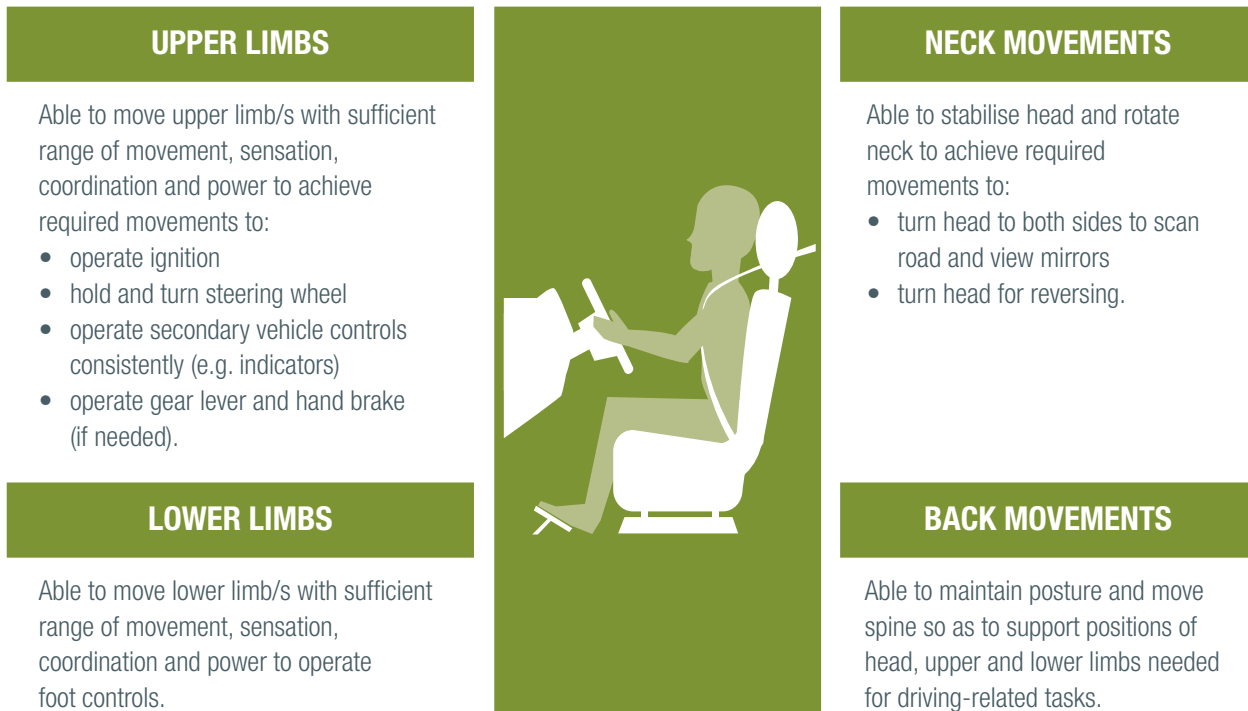 UPPER LIMBS
Able to move upper limb/s with sufficient
range of movement, sensation,
coordination and power to achieve
required movements to:
• operate ignition
• hold and turn steering wheel
• operate secondary vehicle controls
consistently (e.g. indicators)
• operate gear lever and hand brake
(if needed).
LOWER LIMBS
Able to move lower limb/s with sufficient
range of movement, sensation,
coordination and power to operate
foot controls.
NECK MOVEMENTS
Able to stabilise head and rotate
neck to achieve required
movements to:
• turn head to both sides to scan
road and view mirrors
• turn head for reversing.
BACK MOVEMENTS
Able to maintain posture and move
spine so as to support positions of
head, upper and lower limbs needed
for driving-related tasks.